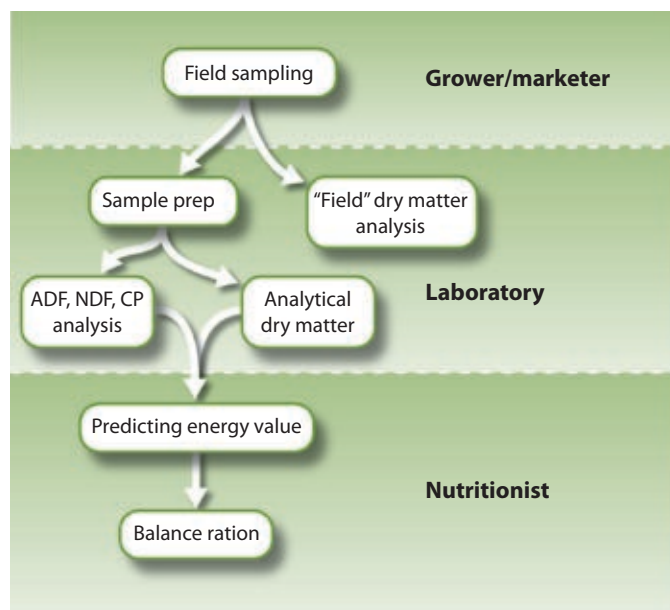 Field sampling
Grower/marketer
Sample prep
“Field” dry matter
analysis
ADF, NDF, CP
analysis
Analytical
dry matter
Laboratory
Predicting energy value
Nutritionist
Balance ration